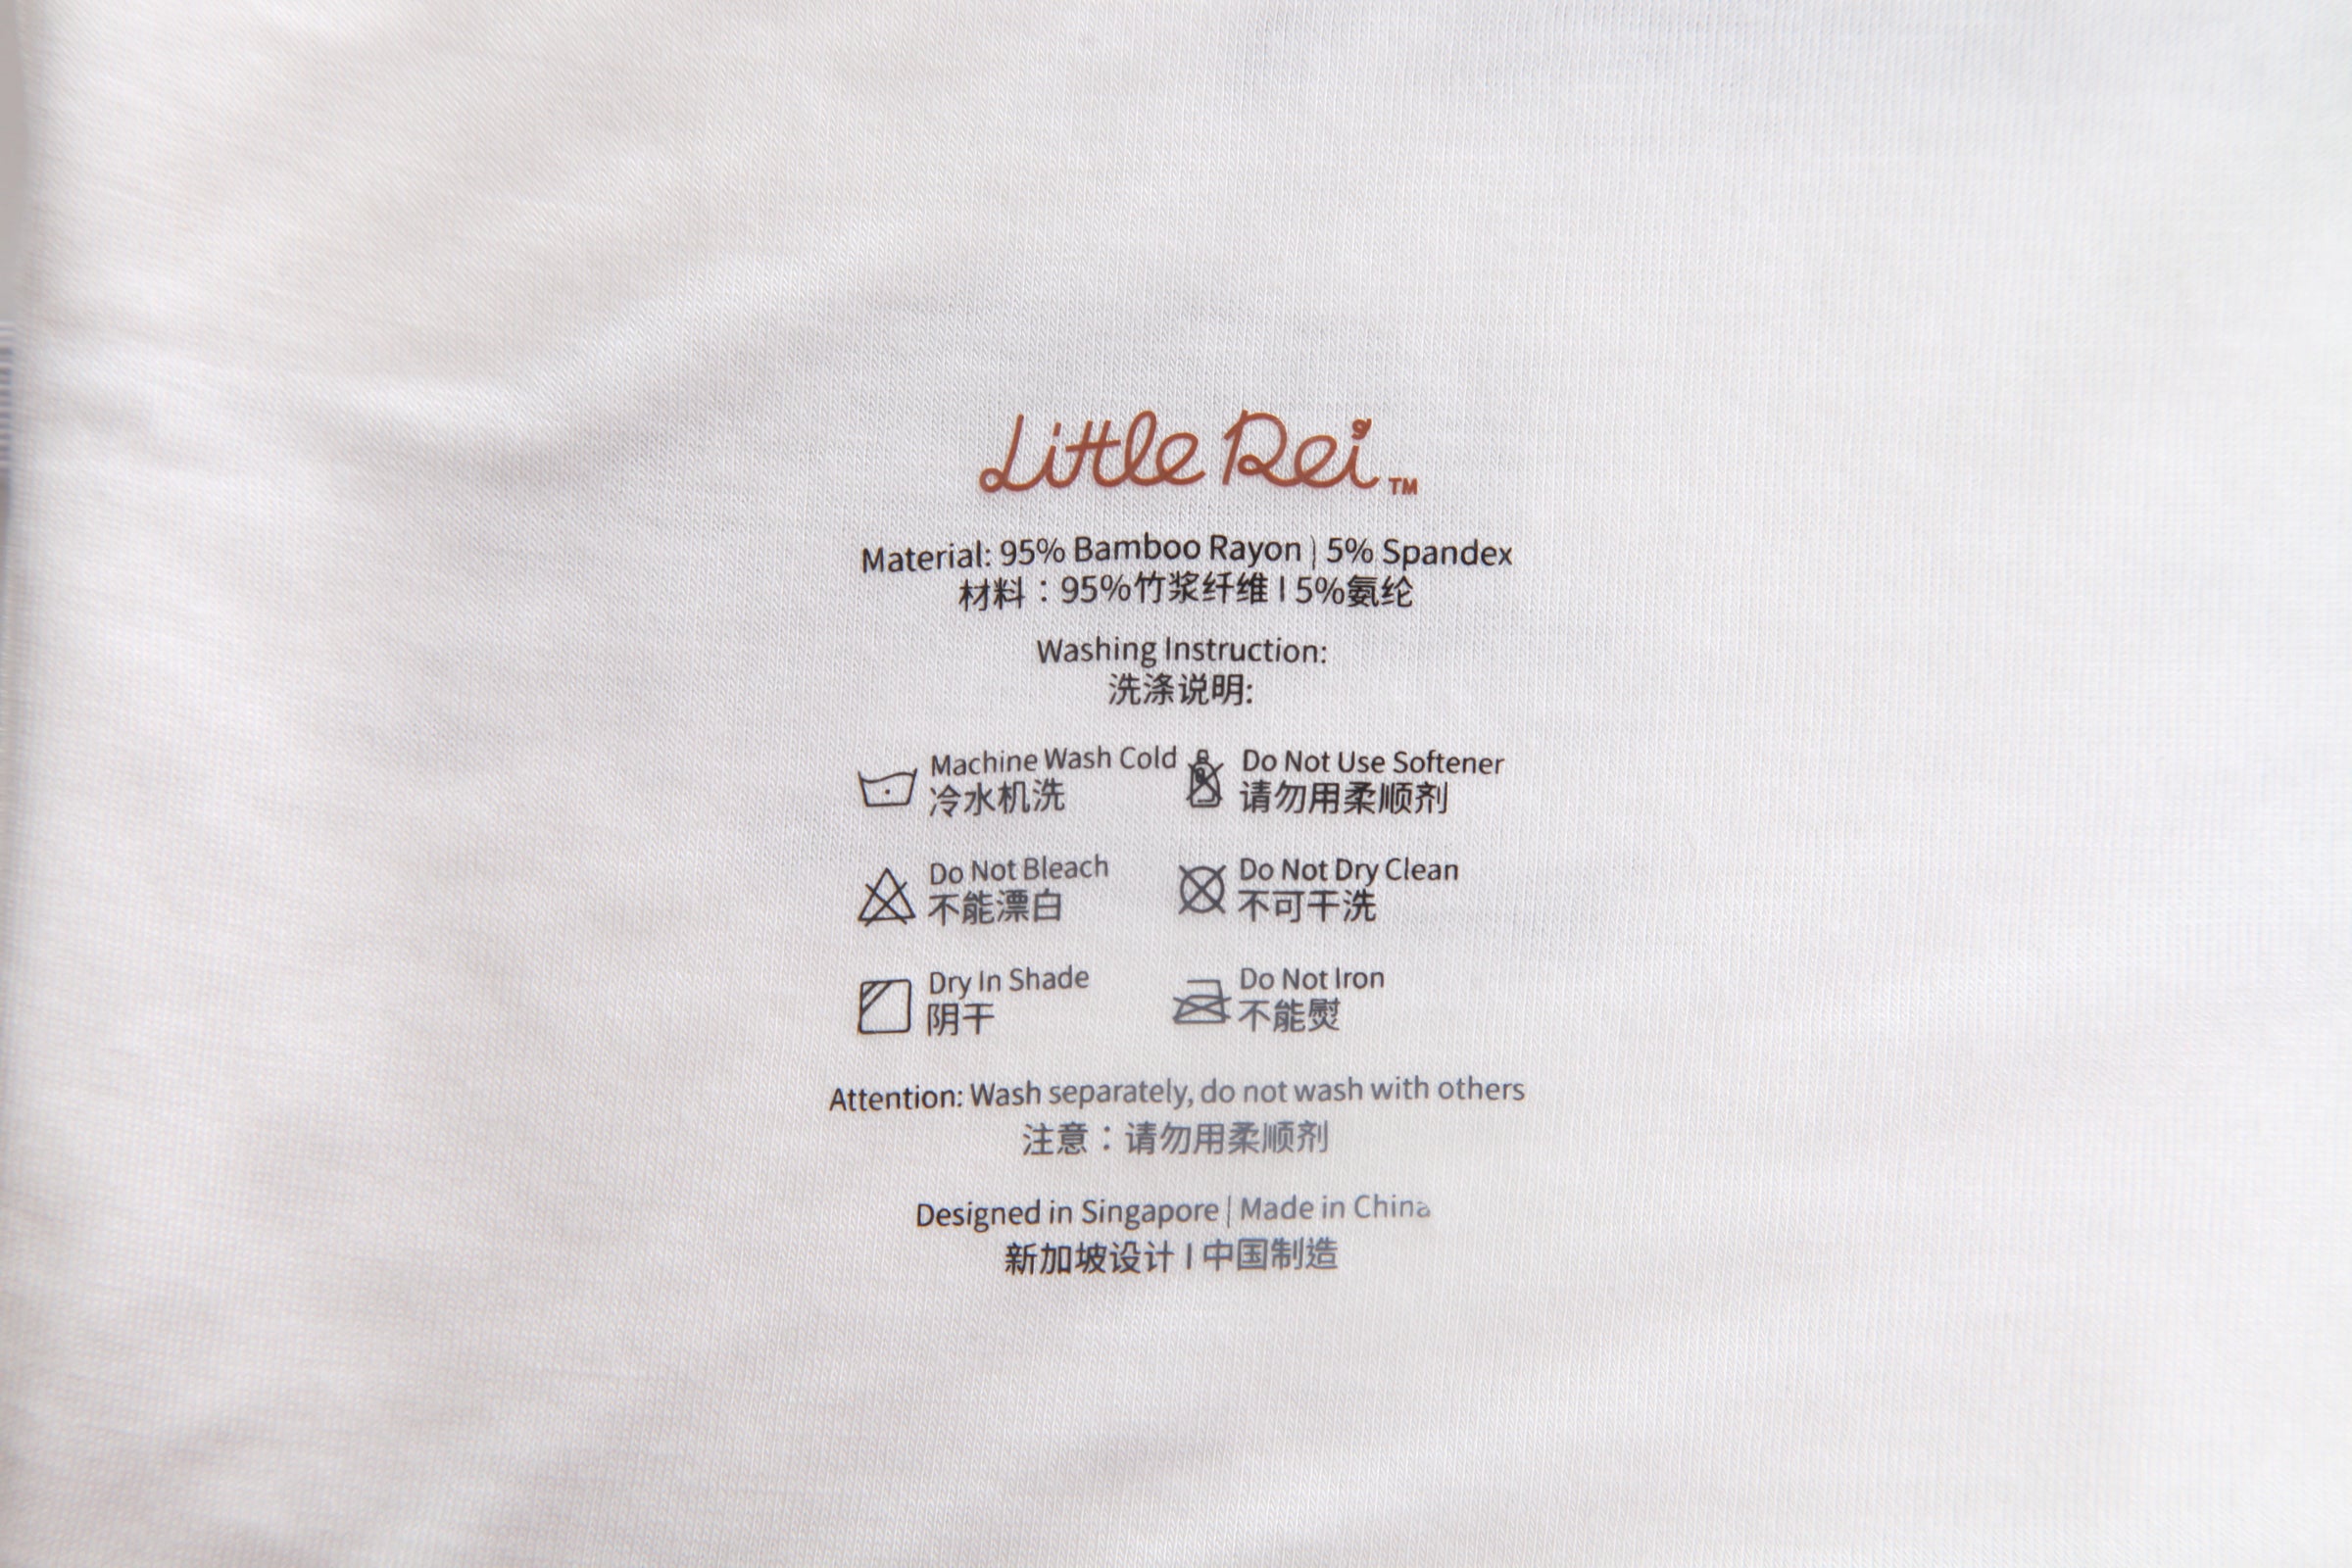 Little Rei TM
Material: 95% Bamboo Rayon | 5% Spandex
材料：95%竹浆纤维 I 5%氨纶
Washing Instruction:
洗涤说明:
Machine Wash Cold
冷水机洗
Do Not Use Softener
请勿用柔顺剂
Do Not Bleach
不能漂白
Do Not Dry Clean
不可干洗
Dry In Shade
阴干
Do Not Iron
不能熨
Attention: Wash separately, do not wash with others
注意：请勿用柔顺剂
Designed in Singapore | Made in China
新加坡设计 I 中国制造